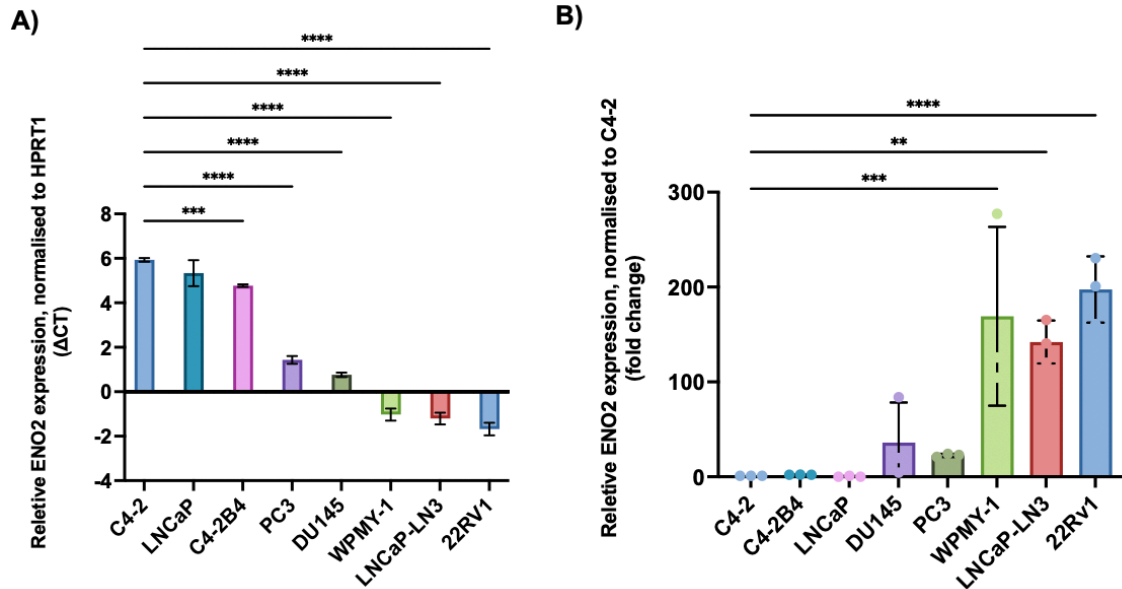 A)
****
****
****
****
****
***
Reletive ENO2 expression, normalised to HPRT1
(ΔCT)
8
6
4
2
0
-2
-4
C4-2
LNCaP
C4-2B4
PC3
DU145
WPMY-1
LNCaP-LN3
22RV1
B)
****
**
***
Reletive ENO2 expression, normalised to C4-2
(fold change)
300
200
100
0
C4-2
C4-2B4
LNCaP
DU145
PC3
WPMY-1
LNCaP-LN3
22Rv1